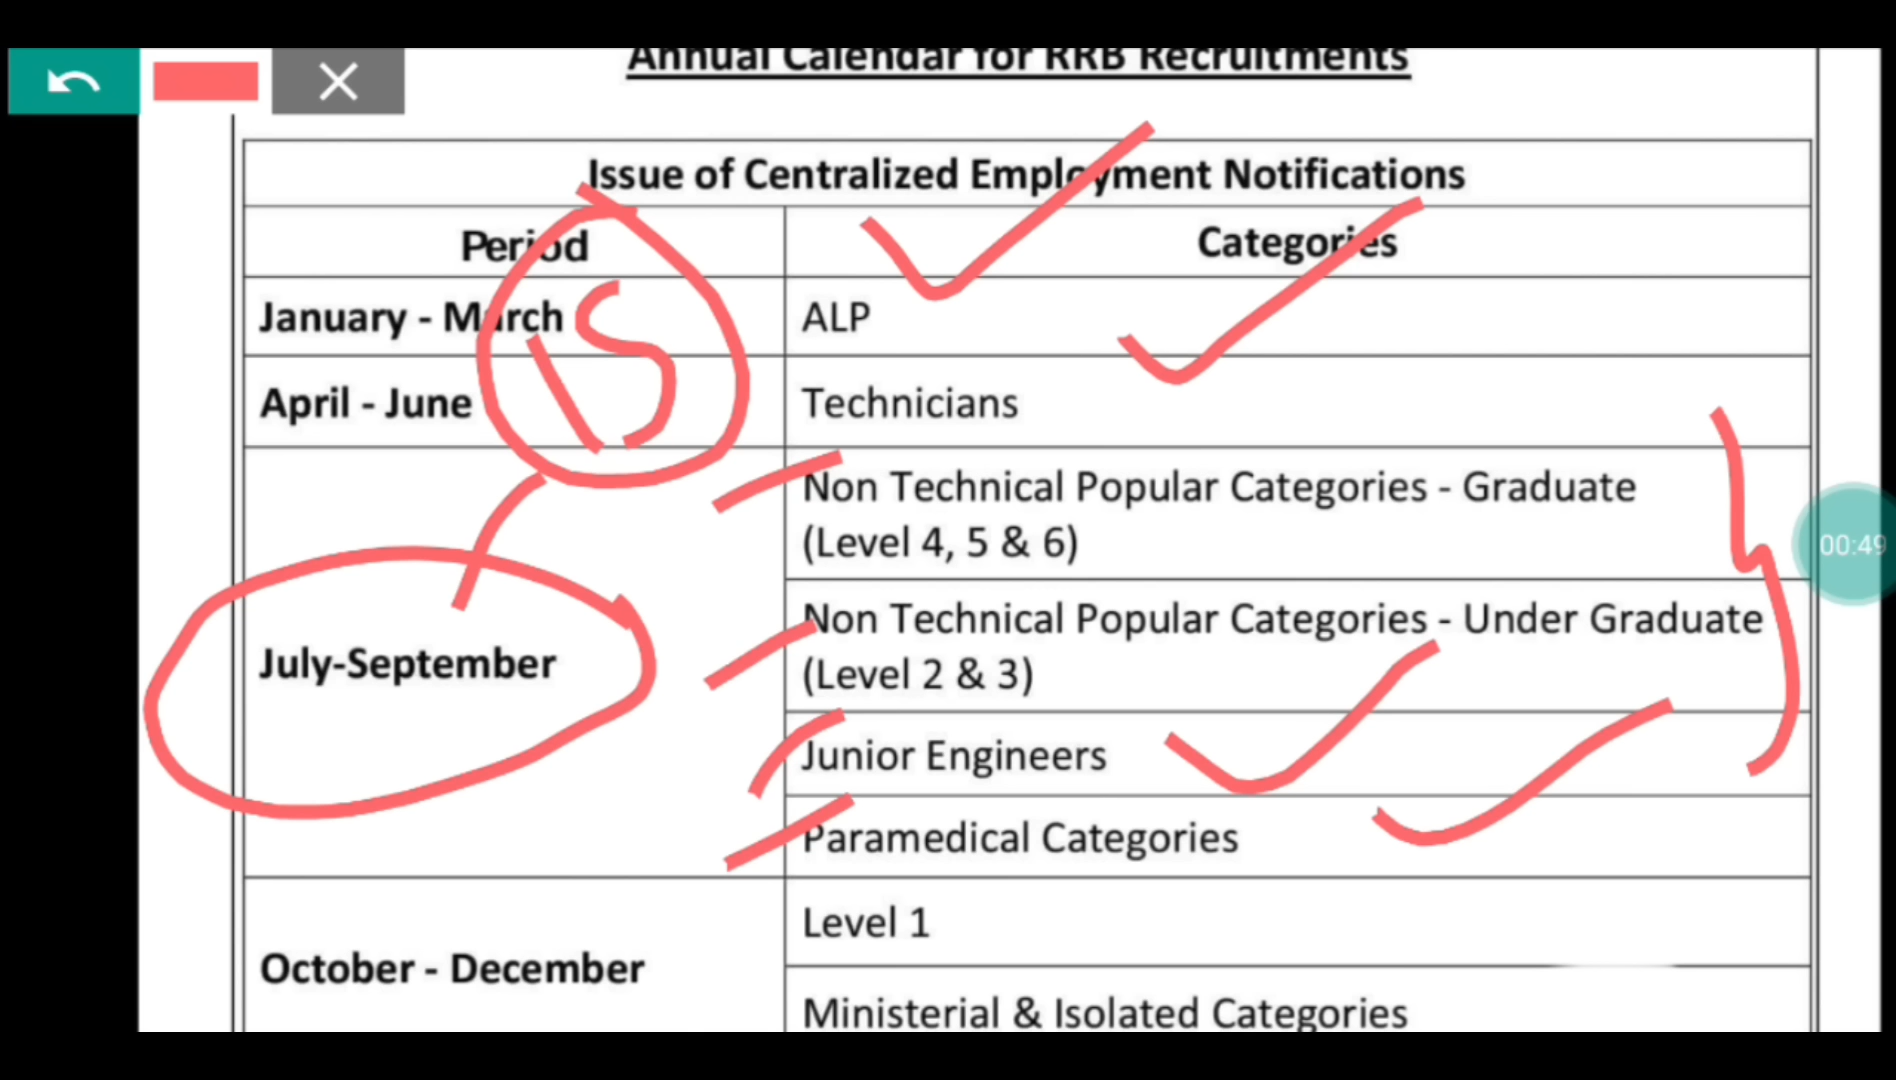 Annual Calendar for RRB Recruitments
Issue of Centralized Employment Notifications
Period Categories
January - March ALP
15
April - June Technicians
Non Technical Popular Categories - Graduate
(Level 4, 5 & 6)
00:49
July-September
Non Technical Popular Categories - Under Graduate
(Level 2 & 3)
Junior Engineers
Paramedical Categories
October - December
Level 1
Ministerial & Isolated Categories